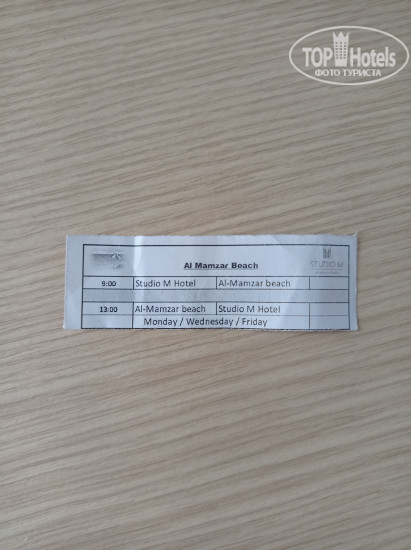 TOP Hotels
ФОТО ТУРИСТА
Al Mamzar Beach
STUDIO M
9:00 Studio M Hotel Al-Mamzar beach
13:00 Al-Mamzar beach Studio M Hotel
Monday / Wednesday / Friday